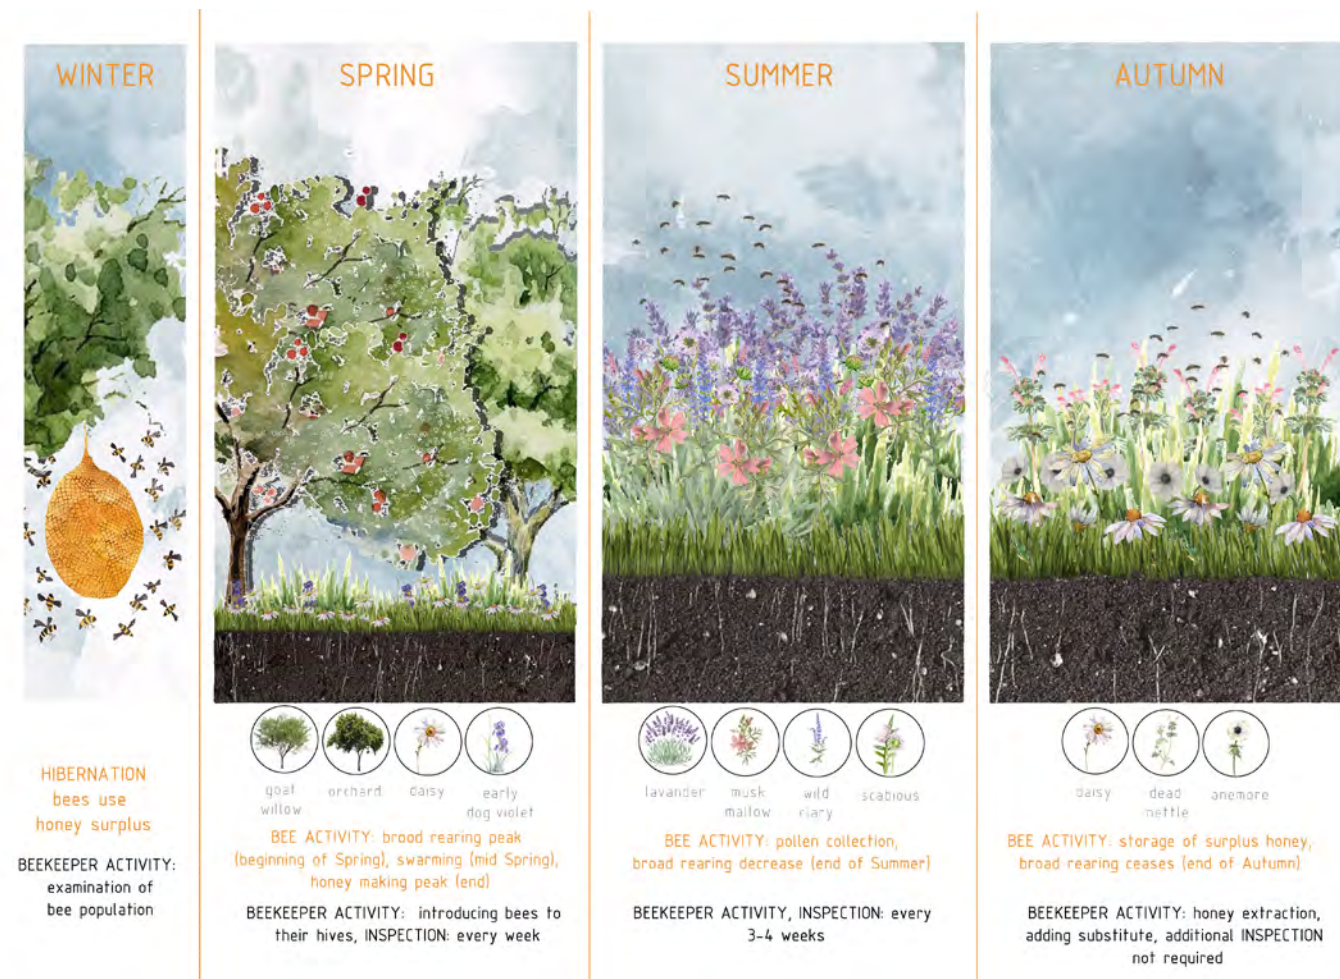 WINTER
HIBERNATION
bees use
honey surplus
BEEKEEPER ACTIVITY:
examination of
bee population
SPRING
goat
willow
orchard
daisy
early
dog violet
BEE ACTIVITY: brood rearing peak
(beginning of Spring), swarming (mid Spring),
honey making peak (end)
BEEKEEPER ACTIVITY: introducing bees to
their hives, INSPECTION: every week
SUMMER
lavander
musk
mallow
wild
clary
scabious
BEE ACTIVITY: pollen collection,
broad rearing decrease (end of Summer)
BEEKEEPER ACTIVITY, INSPECTION: every
3-4 weeks
AUTUMN
daisy
dead
nettle
anemore
BEE ACTIVITY: storage of surplus honey,
broad rearing ceases (end of Autumn)
BEEKEEPER ACTIVITY: honey extraction,
adding substitute, additional INSPECTION
not required